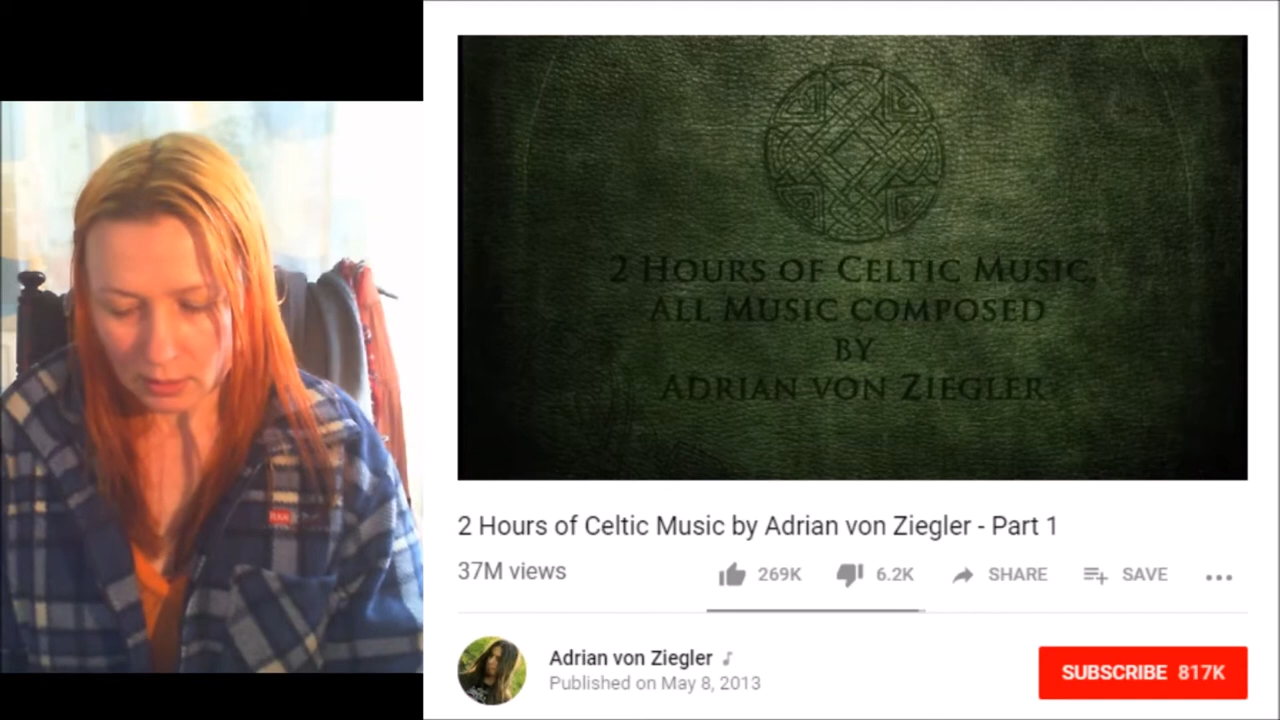 2 HOURS OF CELTIC MUSIC,
ALL MUSIC COMPOSED
BY
ADRIAN VON ZIEGLER
2 Hours of Celtic Music by Adrian von Ziegler - Part 1
37M views 269K 6.2K SHARE SAVE
Adrian von Ziegler
Published on May 8, 2013
SUBSCRIBE 817K